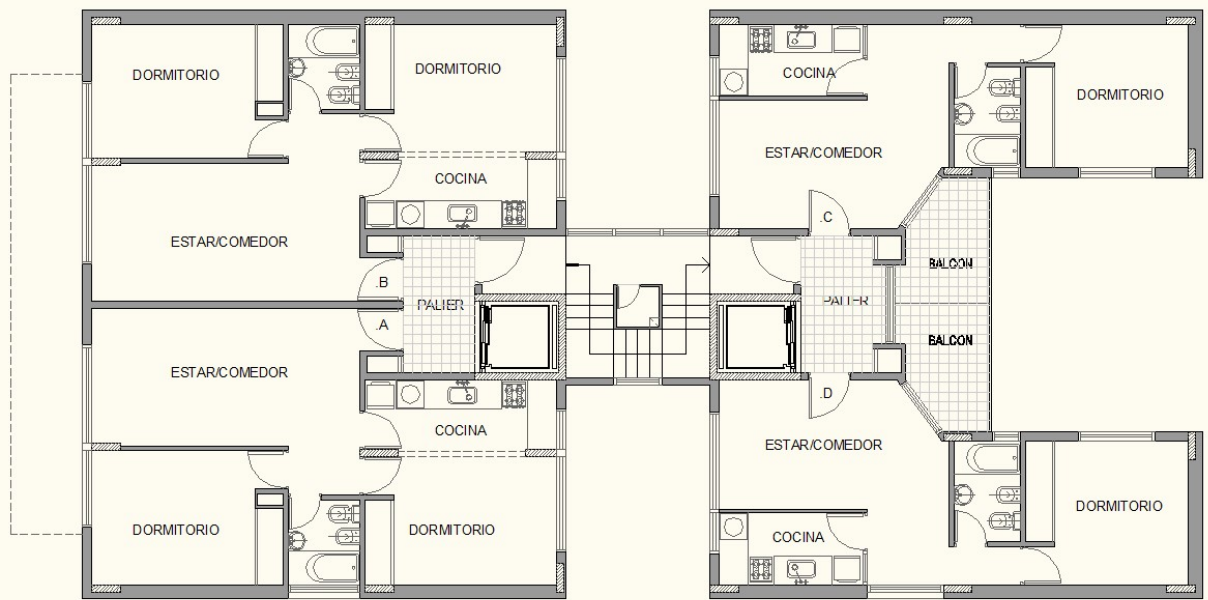 DORMITORIO
DORMITORIO
COCINA
ESTAR/COMEDOR
.B
PALIER
.A
ESTAR/COMEDOR
COCINA
DORMITORIO
DORMITORIO
COCINA
DORMITORIO
ESTAR/COMEDOR
.C
BALCON
PALIER
BALCON
.D
ESTAR/COMEDOR
DORMITORIO
COCINA